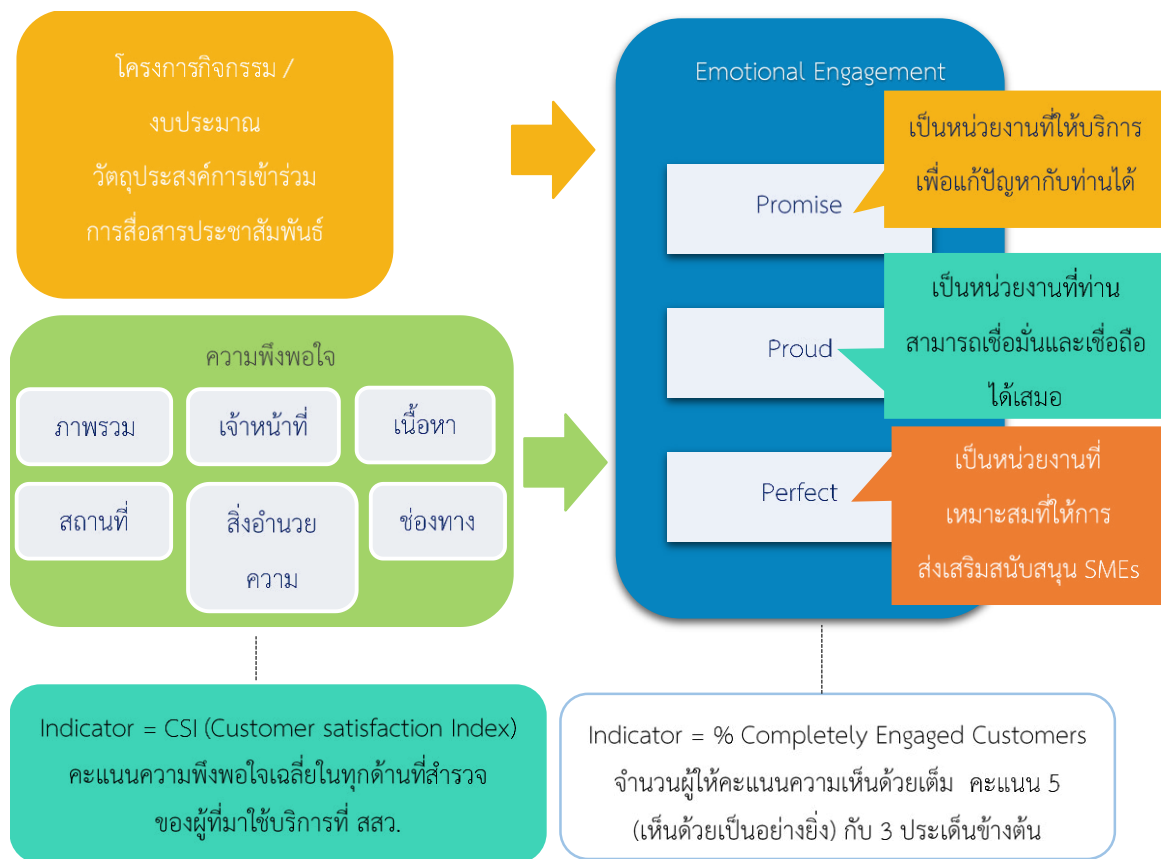 โครงการกิจกรรม /
งบประมาณ
วัตถุประสงค์การเข้าร่วม
การสื่อสารประชาสัมพันธ์
Emotional Engagement
Promise
เป็นหน่วยงานที่ให้บริการ
เพื่อแก้ปัญหากับท่านได้
Proud
เป็นหน่วยงานที่ท่าน
สามารถเชื่อมั่นและเชื่อถือ
ได้เสมอ
Perfect
เป็นหน่วยงานที่
เหมาะสมที่ให้การ
ส่งเสริมสนับสนุน SMEs
ความพึงพอใจ
ภาพรวม
เจ้าหน้าที่
เนื้อหา
สถานที่
สิ่งอำนวย
ความ
ช่องทาง
Indicator = CSI (Customer satisfaction Index)
คะแนนความพึงพอใจเฉลี่ยในทุกด้านที่สำรวจ
ของผู้ที่มาใช้บริการที่ สสว.
Indicator = % Completely Engaged Customers
จำนวนผู้ให้คะแนนความเห็นด้วยเต็ม คะแนน 5
(เห็นด้วยเป็นอย่างยิ่ง) กับ 3 ประเด็นข้างต้น